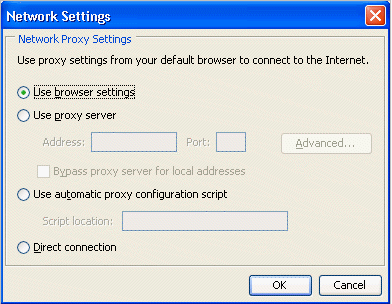 Network Settings
Network Proxy Settings
Use proxy settings from your default browser to connect to the Internet.
Use browser settings
Use proxy server
Address: Port: Advanced...
Bypass proxy server for local addresses
Use automatic proxy configuration script
Script location:
Direct connection
OK Cancel